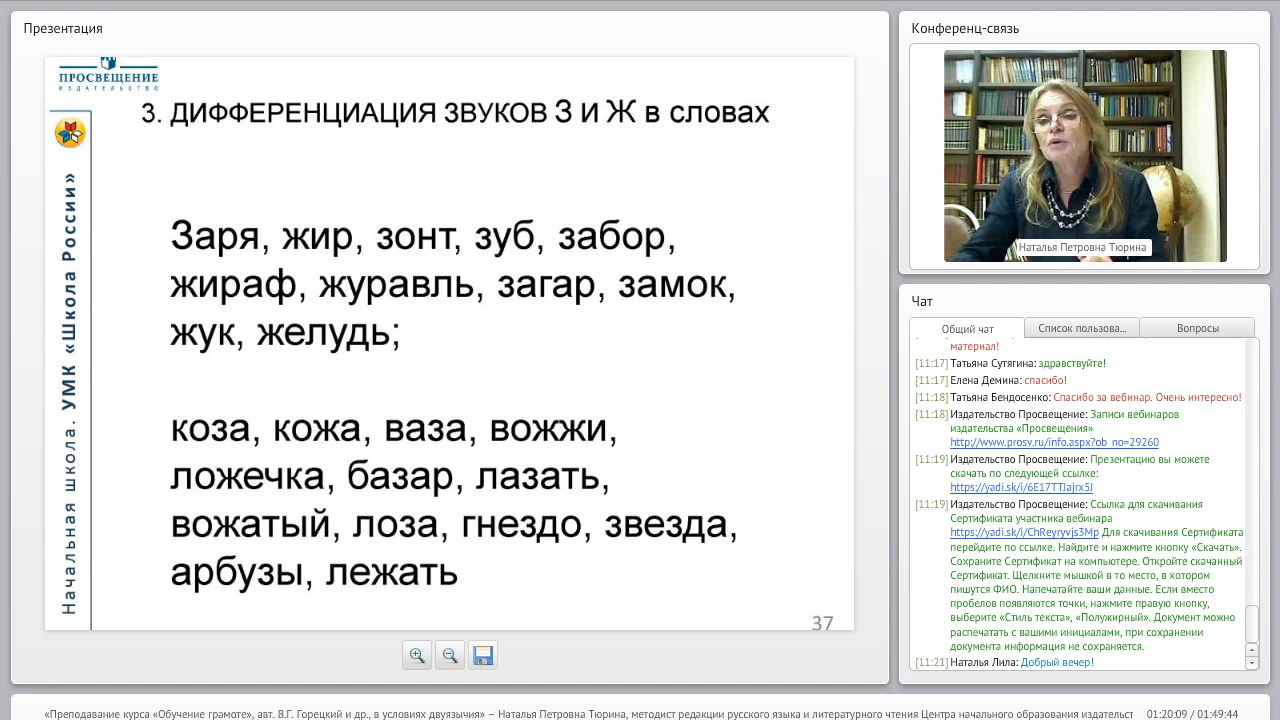 Презентация
ПРОСВЕЩЕНИЕ
ИЗДАТЕЛЬСТВО
3. ДИФФЕРЕНЦИАЦИЯ ЗВУКОВ З И Ж в словах
Начальная школа. УМК «Школа России»
Заря, жир, зонт, зуб, забор,
жираф, журавль, загар, замок,
жук, желудь;
коза, кожа, ваза, вожжи,
ложечка, базар, лазать,
вожатый, лоза, гнездо, звезда,
арбузы, лежать
37
Конференц-связь
Наталья Петровна Тюрина
Чат
Общий чат
Список пользова...
Вопросы
материал!
[11:17] Татьяна Сутягина: здравствуйте!
[11:17] Елена Демина: спасибо!
[11:18] Татьяна Бендосенко: Спасибо за вебинар. Очень интересно!
[11:18] Издательство Просвещение: Записи вебинаров
издательства «Просвещения»
http://www.prosv.ru/info.aspx?ob_no=29260
[11:19] Издательство Просвещение: Презентацию вы можете
скачать по следующей ссылке:
https://yadi.sk/i/6E17TTJajrx5J
[11:19] Издательство Просвещение: Ссылка для скачивания
Сертификата участника вебинара
https://yadi.sk/i/ChReyryvjs3Mp Для скачивания Сертификата
перейдите по ссылке. Найдите и нажмите кнопку «Скачать».
Сохраните Сертификат на компьютере. Откройте скачанный
Сертификат. Щелкните мышкой в то место, в котором
пишутся ФИО. Напечатайте ваши данные. Если вместо
пробелов появляются точки, нажмите правую кнопку,
выберите «Стиль текста», «Полужирный». Документ можно
распечатать с вашими инициалами, при сохранении
документа информация не сохраняется.
[11:21] Наталья Лила: Добрый вечер!
«Преподавание курса «Обучение грамоте», авт. В.Г. Горецкий и др., в условиях двуязычия» – Наталья Петровна Тюрина, методист редакции русского языка и литературного чтения Центра начального образования издательст
01:20:09 / 01:49:44